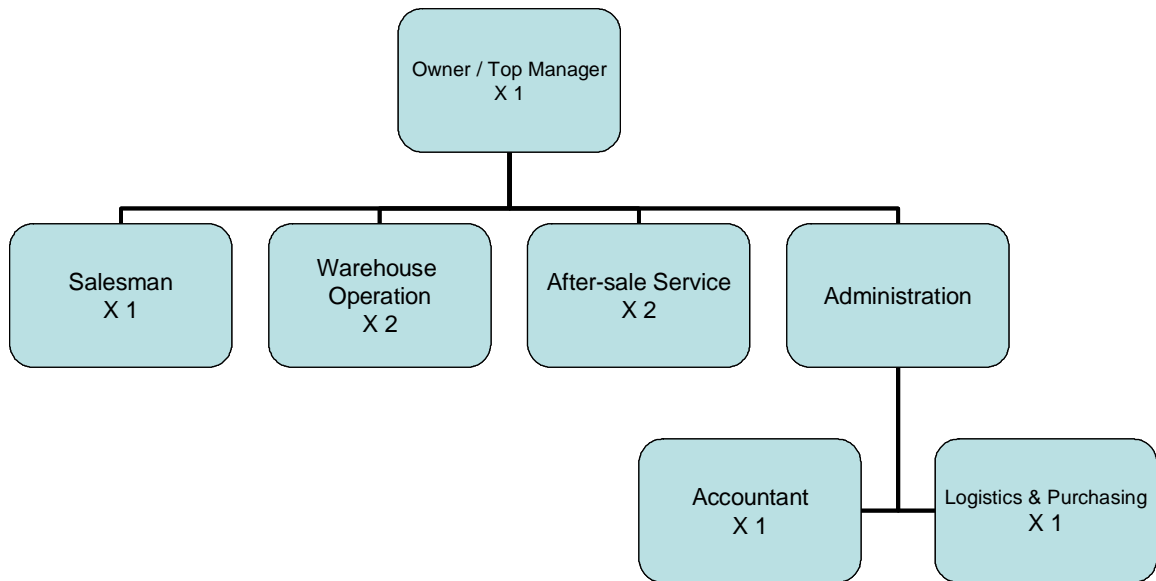 Owner / Top Manager
X 1
Salesman
X 1
Warehouse
Operation
X 2
After-sale Service
X 2
Administration
Accountant
X 1
Logistics & Purchasing
X 1